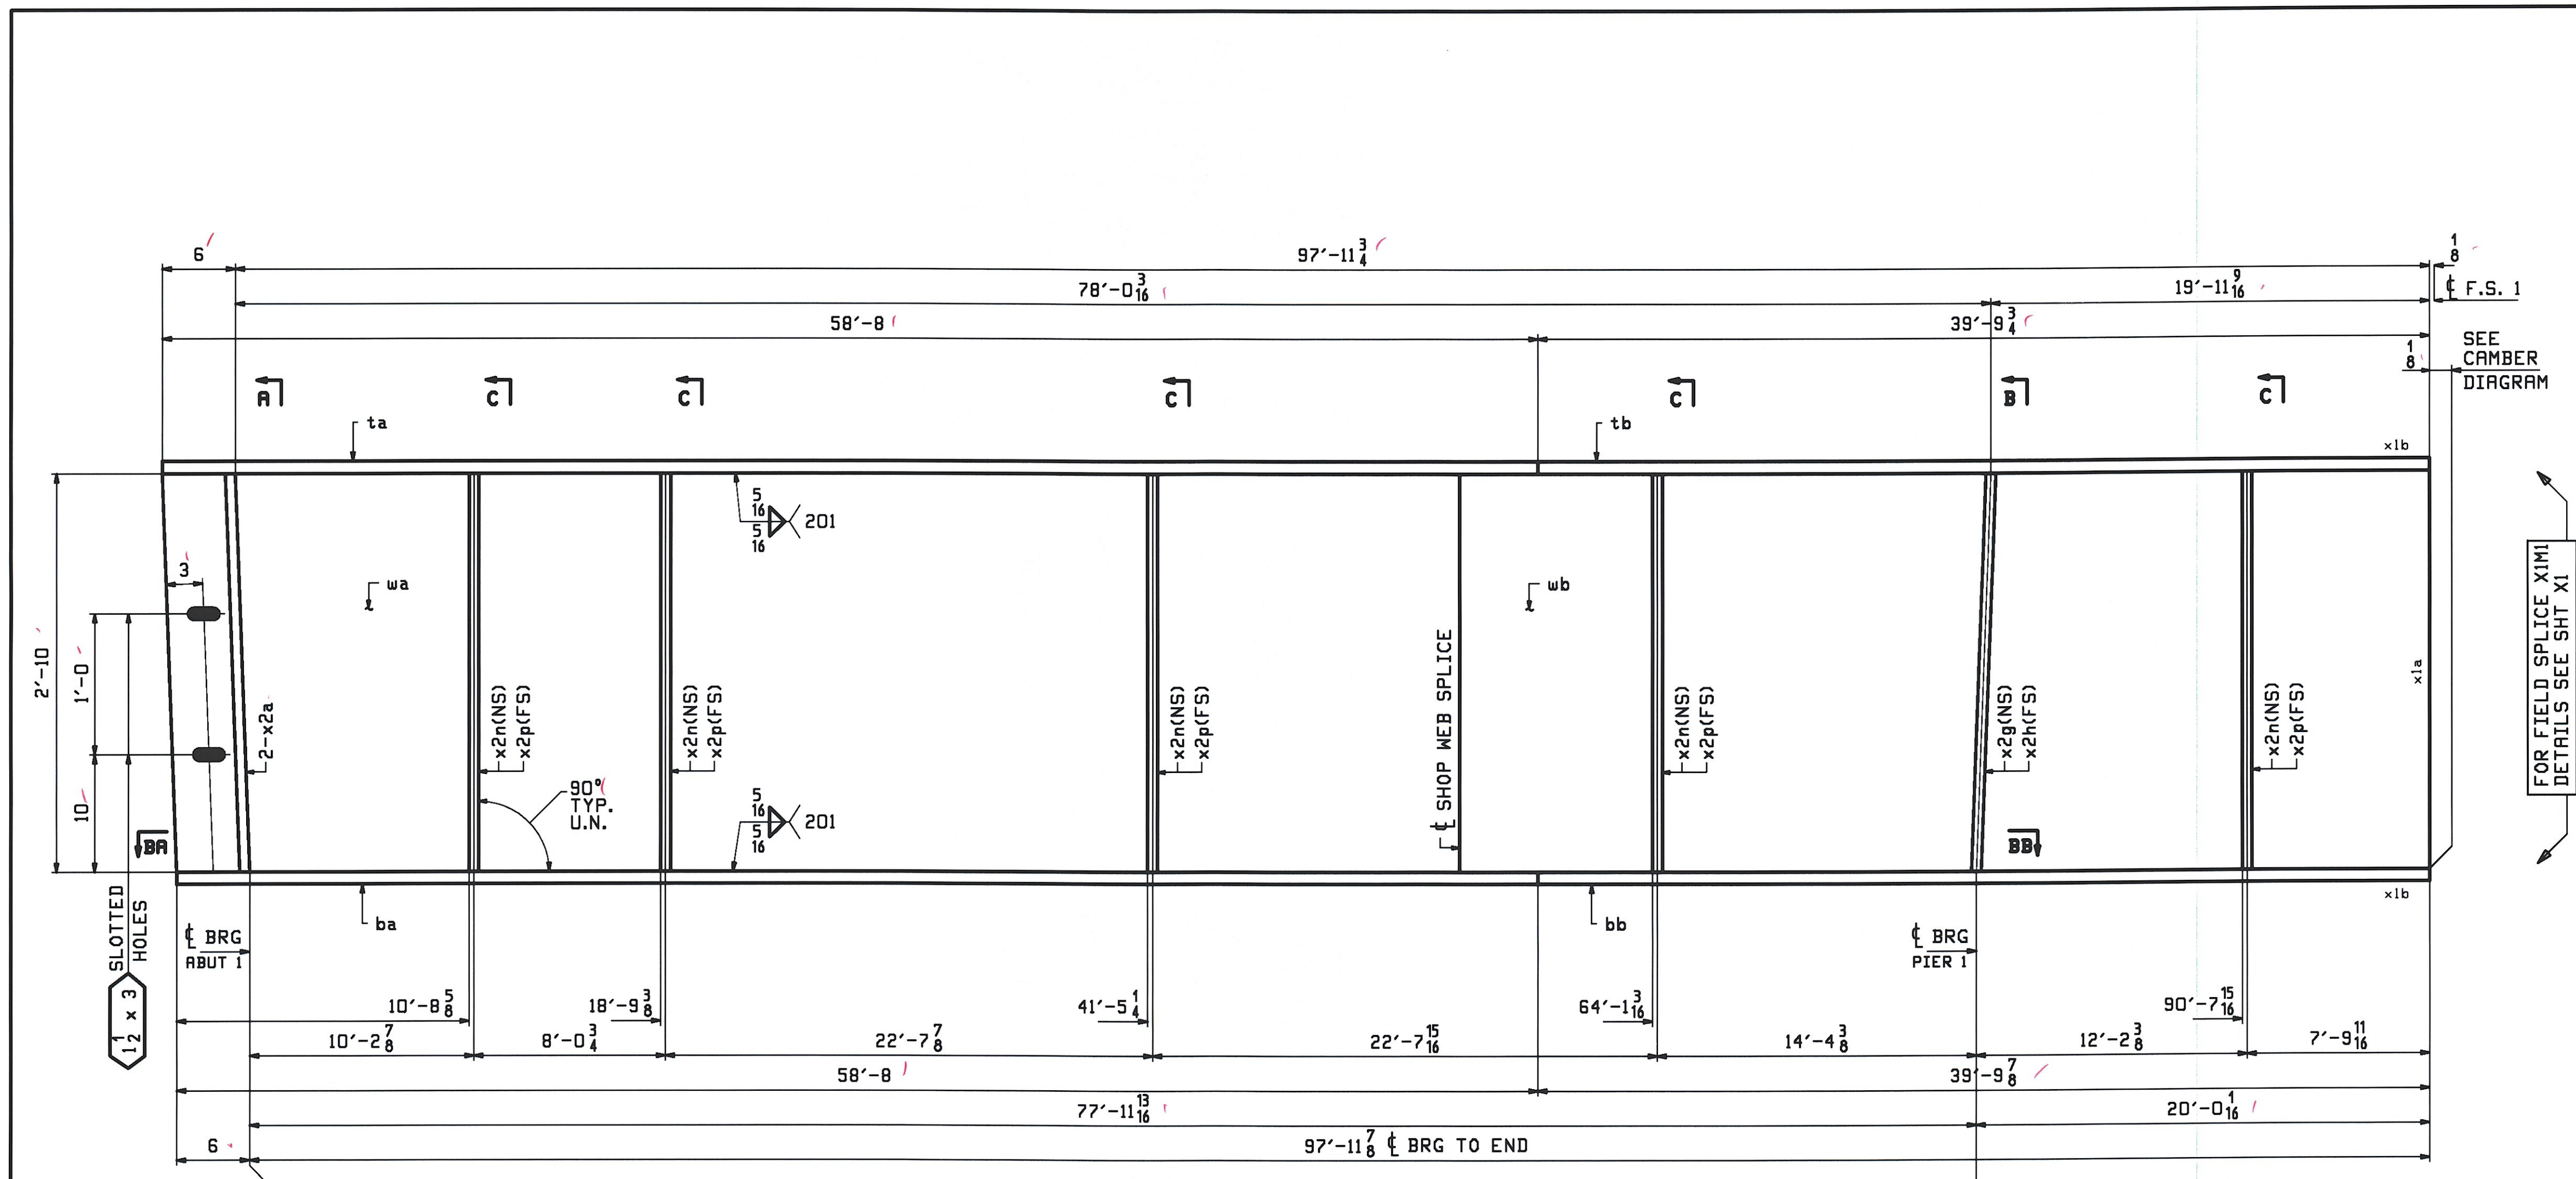 6
97'-11 3/4
1/8
78'-0 3/16
19'-11 9/16
℄ F.S. 1
58'-8
39'-9 3/4
1/8
SEE
CAMBER
DIAGRAM
A
C
C
C
C
B
C
ta
tb
x1b
5/16
5/16
201
3
wa
wb
2'-10
1'-0
10
2-x2a
x2n(NS)
x2p(FS)
x2n(NS)
x2p(FS)
x2n(NS)
x2p(FS)
℄ SHOP WEB SPLICE
x2n(NS)
x2p(FS)
x2g(NS)
x2h(FS)
x2n(NS)
x2p(FS)
x1a
FOR FIELD SPLICE X1M1
DETAILS SEE SHT X1
90°
TYP.
U.N.
5/16
5/16
201
BA
BB
ba
bb
x1b
SLOTTED
HOLES
1 1/2 x 3
℄ BRG
ABUT 1
℄ BRG
PIER 1
10'-8 5/8
18'-9 3/8
41'-5 1/4
64'-1 3/16
90'-7 15/16
10'-2 7/8
8'-0 3/4
22'-7 7/8
22'-7 15/16
14'-4 3/8
12'-2 3/8
7'-9 11/16
58'-8
39'-9 7/8
77'-11 13/16
20'-0 1/16
6
97'-11 7/8 ℄ BRG TO END